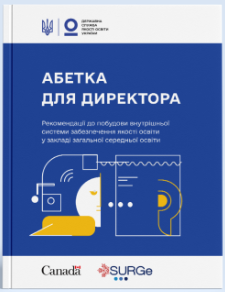 ДЕРЖАВНА
СЛУЖБА
ЯКОСТІ ОСВІТИ
УКРАЇНИ
АБЕТКА
ДЛЯ ДИРЕКТОРА
Рекомендації до побудови внутрішньої
системи забезпечення якості освіти
у закладі загальної середньої освіти
Canada
SURGe